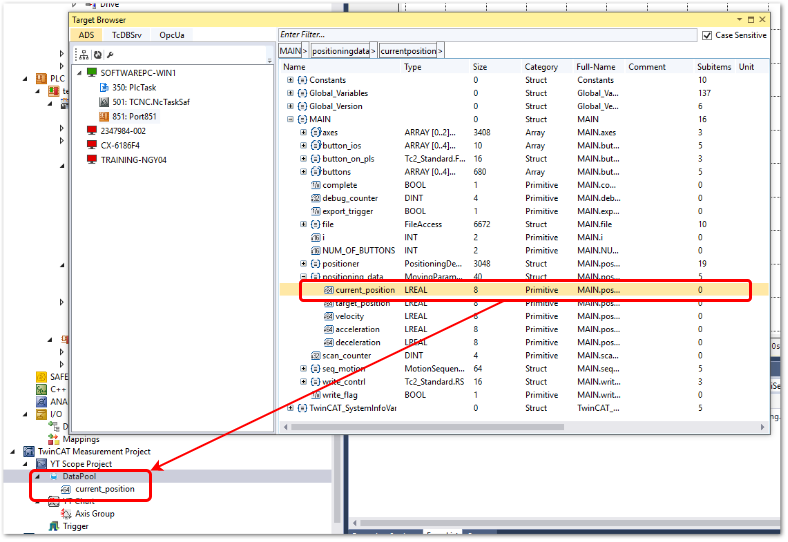 Driv
Target Browser
ADS TcDBSrv OpcUa
Enter Filter...
Case Sensitive
MAIN> positioningdata> currentposition>
SOFTWAREPC-WIN1
350: PlcTask
501: TCNC.NcTaskSaf
851: Port851
2347984-002
CX-6186F4
TRAINING-NGY04
Name Type Size Category Full-Name Comment Subitems Unit
Constants 0 Struct Constants 10
Global_Variables 0 Struct Global_Va... 137
Global_Version 0 Struct Global_Ve... 6
MAIN 0 Struct MAIN 16
axes ARRAY [0..2]... 3408 Array MAIN.axes 3
button_ios ARRAY [0..4]... 10 Array MAIN.but... 5
button_on_pls Tc2_Standard.F... 16 Struct MAIN.but... 3
buttons ARRAY [0..4]... 680 Array MAIN.but... 5
complete BOOL 1 Primitive MAIN.co... 0
debug_counter DINT 4 Primitive MAIN.deb... 0
export_trigger BOOL 1 Primitive MAIN.exp... 0
file FileAccess 6672 Struct MAIN.file 10
i INT 2 Primitive MAIN.i 0
NUM_OF_BUTTONS INT 2 Primitive MAIN.NU... 0
positioner PositioningDe... 3048 Struct MAIN.pos... 19
positioning_data MovingParam... 40 Struct MAIN.pos... 5
current_position LREAL 8 Primitive MAIN.pos... 0
target_position LREAL 8 Primitive MAIN.pos... 0
velocity LREAL 8 Primitive MAIN.pos... 0
acceleration LREAL 8 Primitive MAIN.pos... 0
deceleration LREAL 8 Primitive MAIN.pos... 0
scan_counter DINT 4 Primitive MAIN.sca... 0
seq_motion MotionSequen... 64 Struct MAIN.seq... 5
write_contrl Tc2_Standard.RS 16 Struct MAIN.writ... 3
write_flag BOOL 1 Primitive MAIN.writ... 0
TwinCAT_SystemInfoVar 0 Struct TwinCAT_... 5
PLC
te
SAFE
C++
ANA
I/O
D
Mappings
TwinCAT Measurement Project
YT Scope Project
DataPool
current_position
YT Chart
Axis Group
Trigger